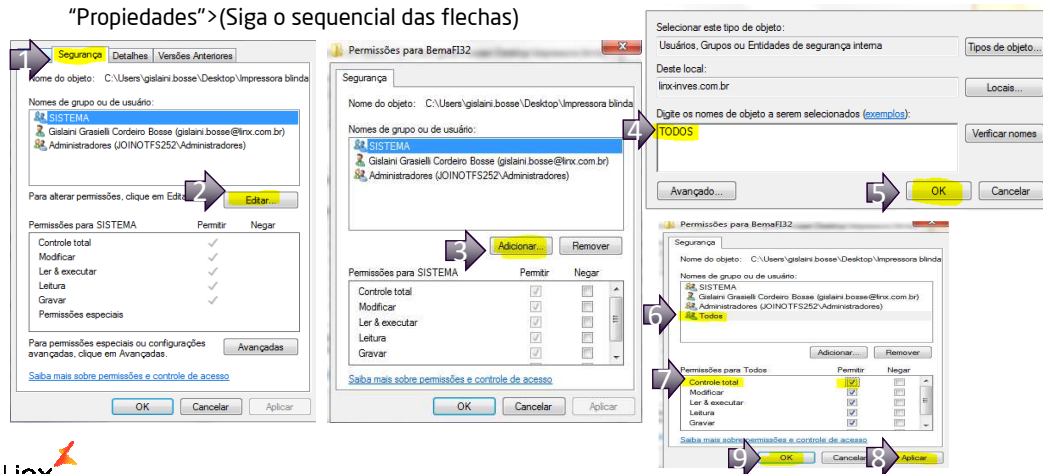 “Propiedades”>(Siga o sequencial das flechas)
1
Segurança
Detalhes
Versões Anteriores
Nome do objeto: C:\Users\gislaini.bosse\Desktop\Impressora blinda
Nomes de grupo ou de usuário:
SISTEMA
Gislaini Grasielli Cordeiro Bosse (gislaini.bosse@linx.com.br)
Administradores (JOINOTFS252\Administradores)
Para alterar permissões, clique em Edita
2
Editar...
Permissões para SISTEMA Permitir Negar
Controle total
Modificar
Ler & executar
Leitura
Gravar
Permissões especiais
Para permissões especiais ou configurações
avançadas, clique em Avançadas.
Avançadas
Saiba mais sobre permissões e controle de acesso
OK Cancelar Aplicar
Permissões para BemaFI32
Segurança
Nome do objeto: C:\Users\gislaini.bosse\Desktop\Impressora blinda
Nomes de grupo ou de usuário:
SISTEMA
Gislaini Grasielli Cordeiro Bosse (gislaini.bosse@linx.com.br)
Administradores (JOINOTFS252\Administradores)
3
Adicionar... Remover
Permissões para SISTEMA Permitir Negar
Controle total
Modificar
Ler & executar
Leitura
Gravar
Saiba mais sobre permissões e controle de acesso
OK Cancelar Aplicar
Selecionar este tipo de objeto:
Usuários, Grupos ou Entidades de segurança interna Tipos de objeto...
Deste local:
linx-inves.com.br Locais...
Digite os nomes de objeto a serem selecionados (exemplos):
4
TODOS Verificar nomes
Avançado...
5
OK Cancelar
Permissões para BemaFI32
Segurança
Nome do objeto: C:\Users\gislaini.bosse\Desktop\Impressora blinda
Nomes de grupo ou de usuário:
SISTEMA
Gislaini Grasielli Cordeiro Bosse (gislaini.bosse@linx.com.br)
Administradores (JOINOTFS252\Administradores)
6
Todos
Adicionar... Remover
Permissões para Todos Permitir Negar
7
Controle total
Modificar
Ler & executar
Leitura
Gravar
Saiba mais sobre permissões e controle de acesso
9
OK Cancelar
8
Aplicar
Linx